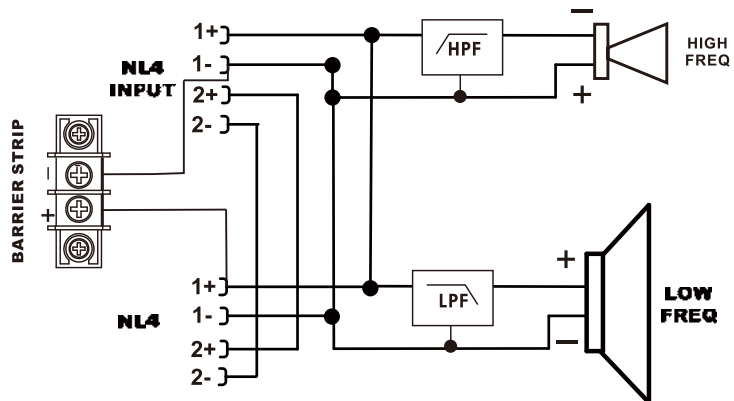 1+
1-
2+
2-
NL4
INPUT
HPF
HIGH
FREQ
−
+
BARRIER STRIP
−
+
NL4
1+
1-
2+
2-
LPF
+
−
LOW
FREQ